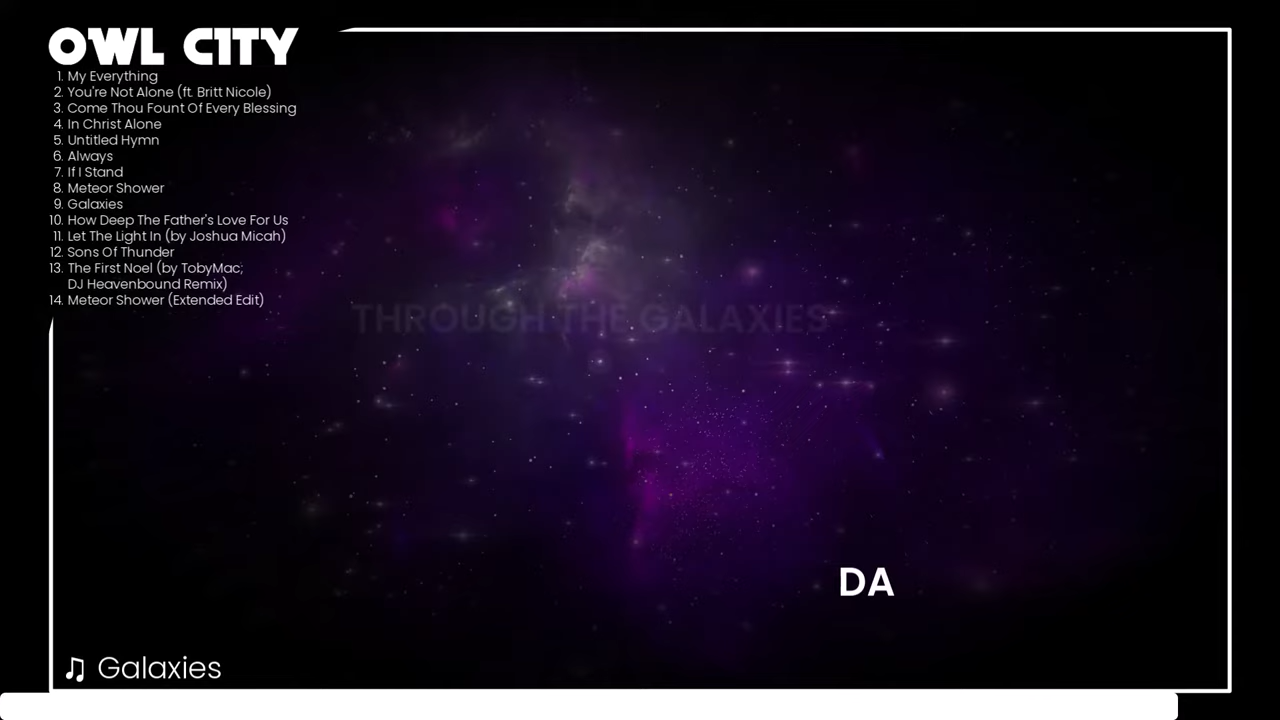 OWL CITY
1. My Everything
2. You're Not Alone (ft. Britt Nicole)
3. Come Thou Fount Of Every Blessing
4. In Christ Alone
5. Untitled Hymn
6. Always
7. If I Stand
8. Meteor Shower
9. Galaxies
10. How Deep The Father's Love For Us
11. Let The Light In (by Joshua Micah)
12. Sons Of Thunder
13. The First Noel (by TobyMac;
DJ Heavenbound Remix)
14. Meteor Shower (Extended Edit)
THROUGH THE GALAXIES
DA
♫ Galaxies